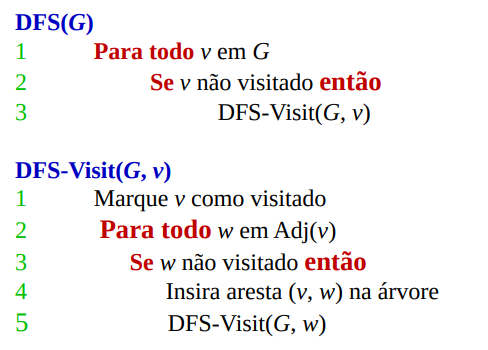 DFS(G)
1 Para todo v em G
2 Se v não visitado então
3 DFS-Visit(G, v)
DFS-Visit(G, v)
1 Marque v como visitado
2 Para todo w em Adj(v)
3 Se w não visitado então
4 Insira aresta (v, w) na árvore
5 DFS-Visit(G, w)